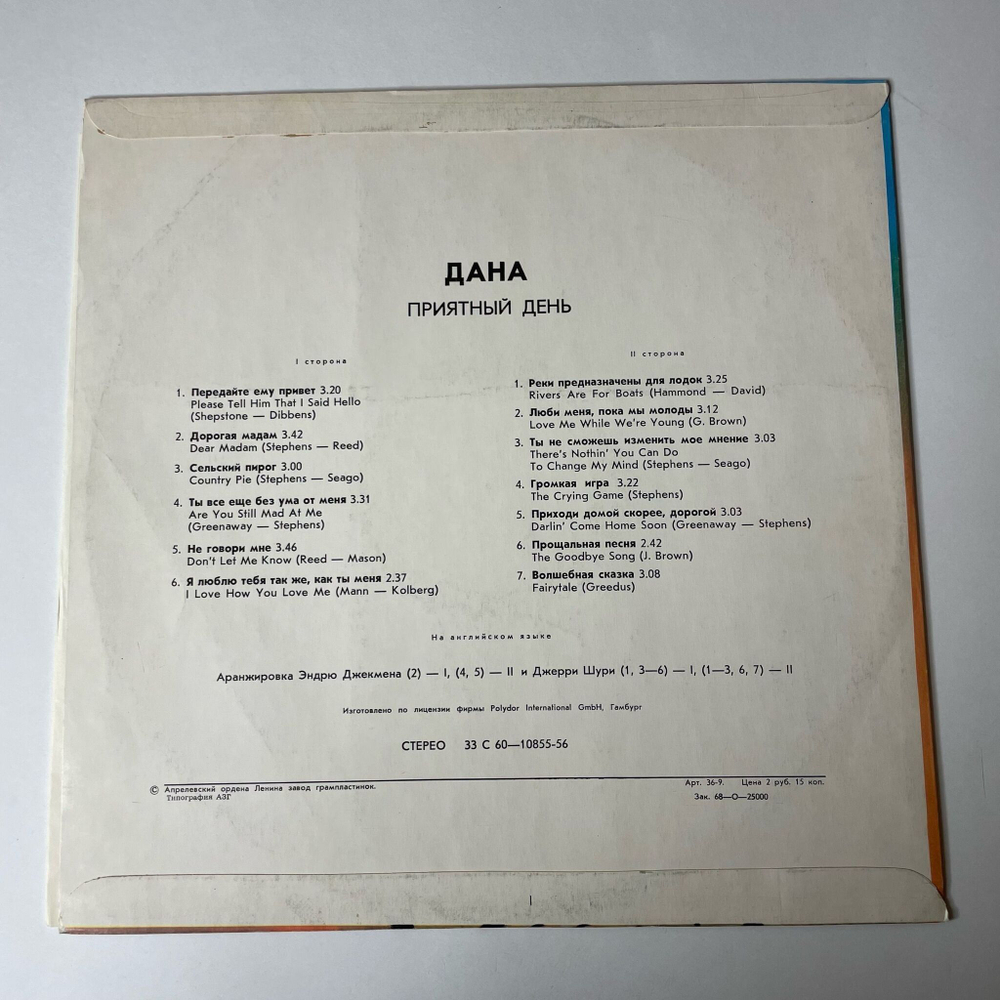 ДАНА
ПРИЯТНЫЙ ДЕНЬ
I сторона
1. Передайте ему привет 3.20
Please Tell Him That I Said Hello
(Shepstone — Dibbens)
2. Дорогая мадам 3.42
Dear Madam (Stephens — Reed)
3. Сельский пирог 3.00
Country Pie (Stephens — Seago)
4. Ты все еще без ума от меня 3.31
Are You Still Mad At Me
(Greenaway — Stephens)
5. Не говори мне 3.46
Don't Let Me Know (Reed — Mason)
6. Я люблю тебя так же, как ты меня 2.37
I Love How You Love Me (Mann — Kolberg)
II сторона
1. Реки предназначены для лодок 3.25
Rivers Are For Boats (Hammond — David)
2. Люби меня, пока мы молоды 3.12
Love Me While We're Young (G. Brown)
3. Ты не сможешь изменить мое мнение 3.03
There's Nothin' You Can Do
To Change My Mind (Stephens — Seago)
4. Громкая игра 3.22
The Crying Game (Stephens)
5. Приходи домой скорее, дорогой 3.03
Darlin' Come Home Soon (Greenaway — Stephens)
6. Прощальная песня 2.42
The Goodbye Song (J. Brown)
7. Волшебная сказка 3.08
Fairytale (Greedus)
На английском языке
Аранжировка Эндрю Джекмена (2) — I, (4, 5) — II и Джерри Шури (1, 3—6) — I, (1—3, 6, 7) — II
Изготовлено по лицензии фирмы Polydor International GmbH, Гамбург
СТЕРЕО 33 С 60—10855-56
© Апрелевский ордена Ленина завод грампластинок.
Типография АЗГ
Арт. 36-9. Цена 2 руб. 15 коп.
Зак. 68—О—25000